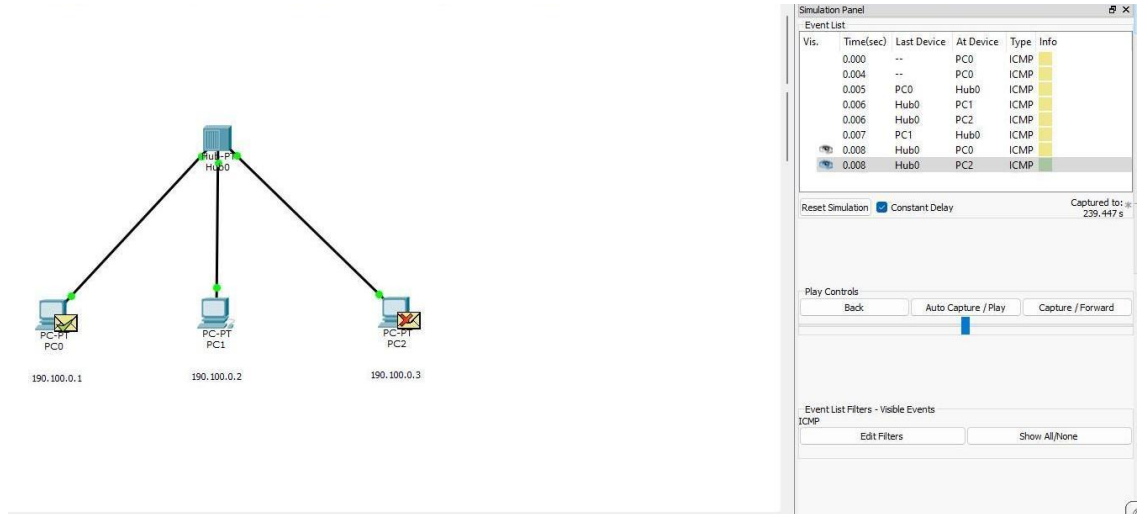 Hub-PT
Hub0
PC-PT
PC0
190.100.0.1
PC-PT
PC1
190.100.0.2
PC-PT
PC2
190.100.0.3
Simulation Panel
Event List
Vis. Time(sec) Last Device At Device Type Info
0.000 -- PC0 ICMP
0.004 -- PC0 ICMP
0.005 PC0 Hub0 ICMP
0.006 Hub0 PC1 ICMP
0.006 Hub0 PC2 ICMP
0.007 PC1 Hub0 ICMP
0.008 Hub0 PC0 ICMP
0.008 Hub0 PC2 ICMP
Reset Simulation Constant Delay Captured to: *
239.447 s
Play Controls
Back Auto Capture / Play Capture / Forward
Event List Filters - Visible Events
ICMP
Edit Filters Show All/None